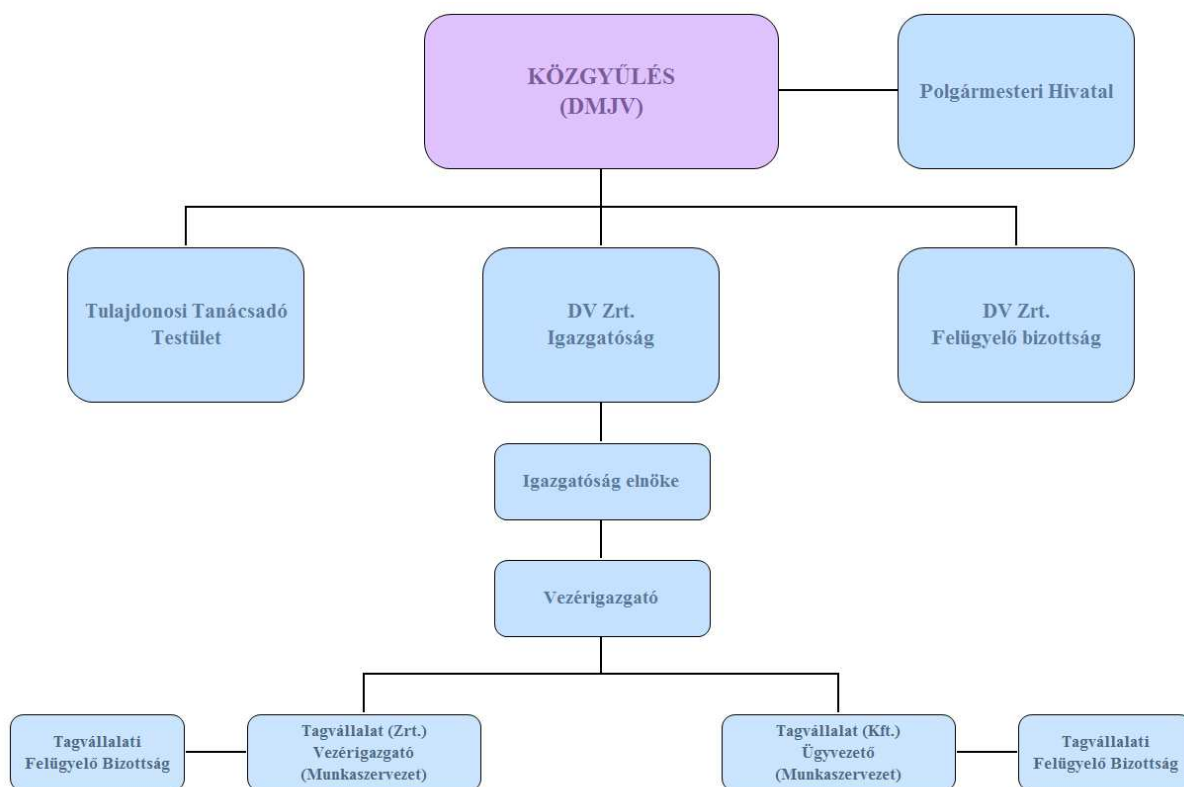 KÖZGYŰLÉS
(DMJV)
Polgármesteri Hivatal
Tulajdonosi Tanácsadó
Testület
DV Zrt.
Igazgatóság
DV Zrt.
Felügyelő bizottság
Igazgatóság elnöke
Vezérigazgató
Tagvállalati
Felügyelő Bizottság
Tagvállalat (Zrt.)
Vezérigazgató
(Munkaszervezet)
Tagvállalat (Kft.)
Ügyvezető
(Munkaszervezet)
Tagvállalati
Felügyelő Bizottság